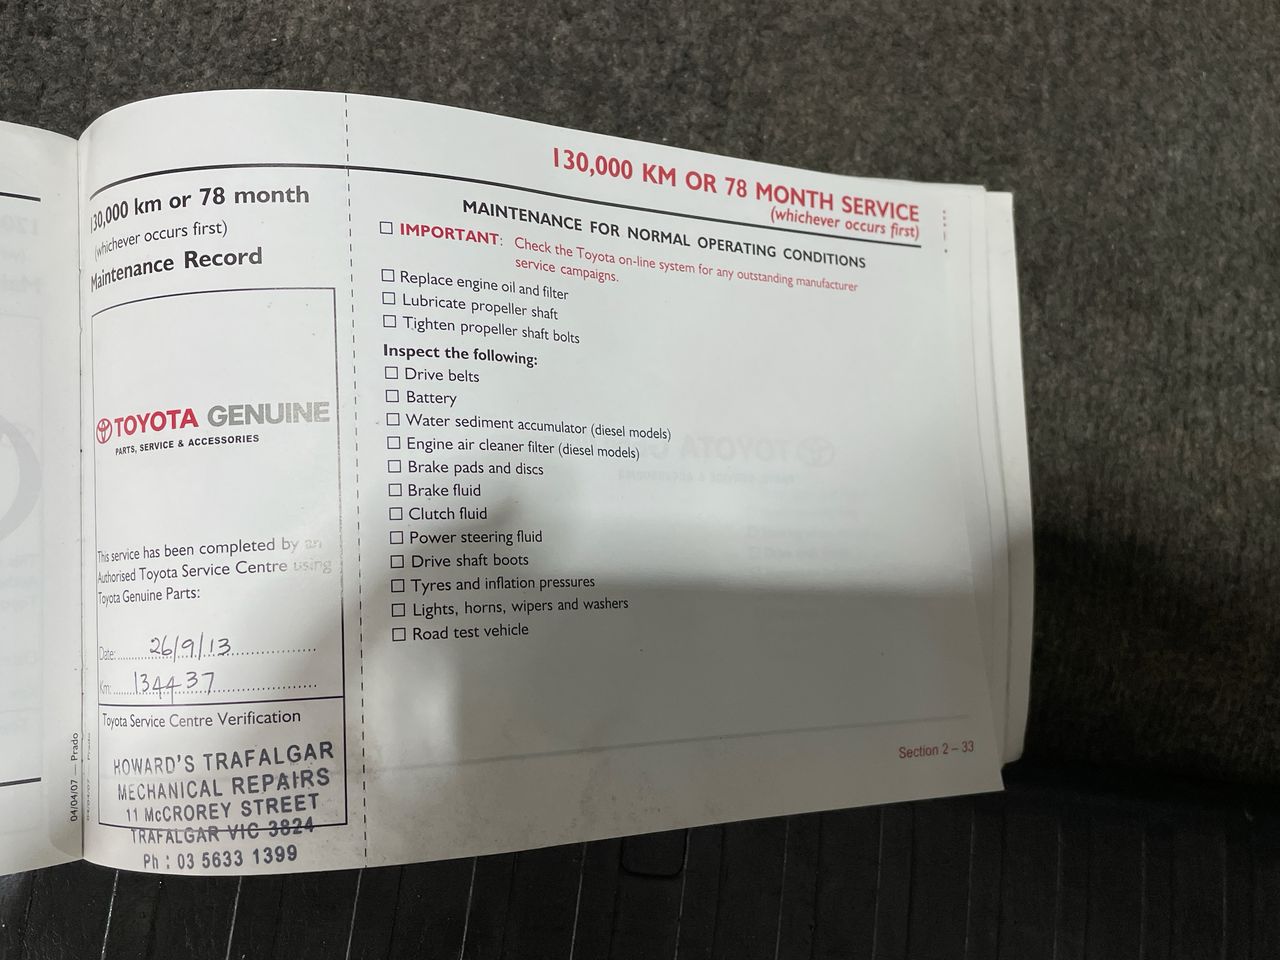 130,000 km or 78 month
(whichever occurs first)
Maintenance Record
TOYOTA GENUINE
PARTS, SERVICE & ACCESSORIES
This service has been completed by an
Authorised Toyota Service Centre using
Toyota Genuine Parts:
Date: 26/9/13
Km: 134437
Toyota Service Centre Verification
HOWARD'S TRAFALGAR
MECHANICAL REPAIRS
11 McCROREY STREET
TRAFALGAR VIC 3824
Ph : 03 5633 1399
04/04/07 — Prado
130,000 KM OR 78 MONTH SERVICE
(whichever occurs first)
MAINTENANCE FOR NORMAL OPERATING CONDITIONS
IMPORTANT: Check the Toyota on-line system for any outstanding manufacturer
service campaigns.
Replace engine oil and filter
Lubricate propeller shaft
Tighten propeller shaft bolts
Inspect the following:
Drive belts
Battery
Water sediment accumulator (diesel models)
Engine air cleaner filter (diesel models)
Brake pads and discs
Brake fluid
Clutch fluid
Power steering fluid
Drive shaft boots
Tyres and inflation pressures
Lights, horns, wipers and washers
Road test vehicle
Section 2 – 33